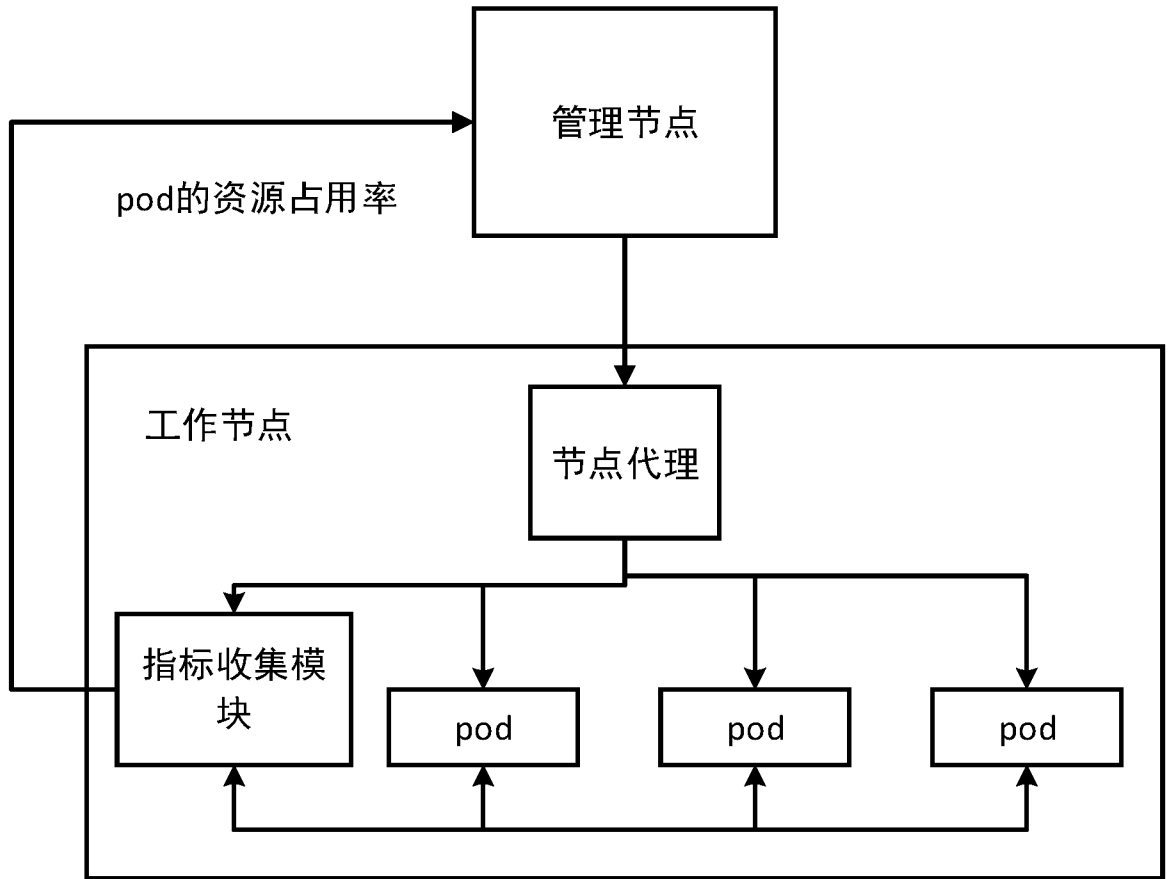 管理节点
pod的资源占用率
工作节点
节点代理
指标收集模
块
pod
pod
pod